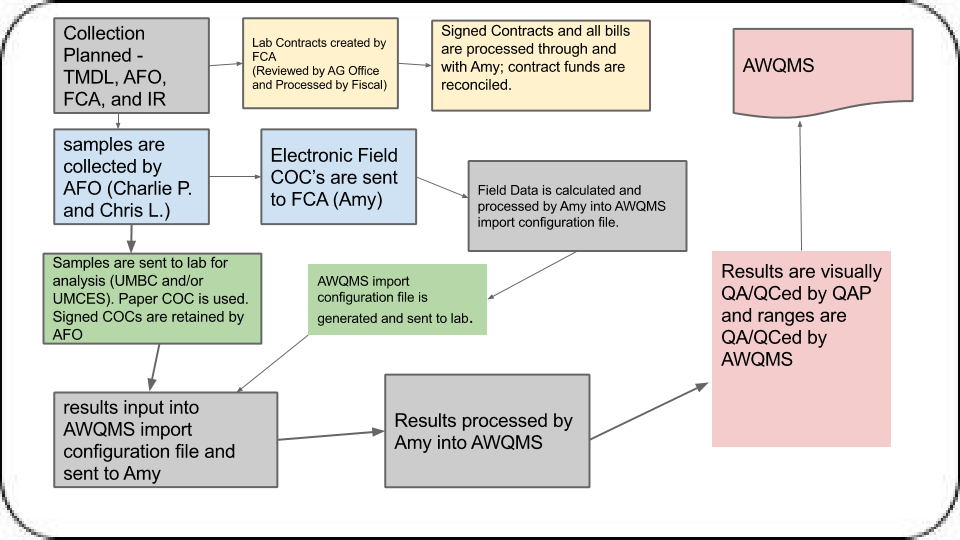 Collection
Planned -
TMDL, AFO,
FCA, and IR
Lab Contracts created by
FCA
(Reviewed by AG Office
and Processed by Fiscal)
Signed Contracts and all bills
are processed through and
with Amy; contract funds are
reconciled.
AWQMS
samples are
collected by
AFO (Charlie P.
and Chris L.)
Electronic Field
COC's are sent
to FCA (Amy)
Field Data is calculated and
processed by Amy into AWQMS
import configuration file.
Samples are sent to lab for
analysis (UMBC and/or
UMCES). Paper COC is used.
Signed COCs are retained by
AFO
AWQMS import
configuration file is
generated and sent to lab.
Results are visually
QA/QCed by QAP
and ranges are
QA/QCed by
AWQMS
results input into
AWQMS import
configuration file and
sent to Amy
Results processed by
Amy into AWQMS